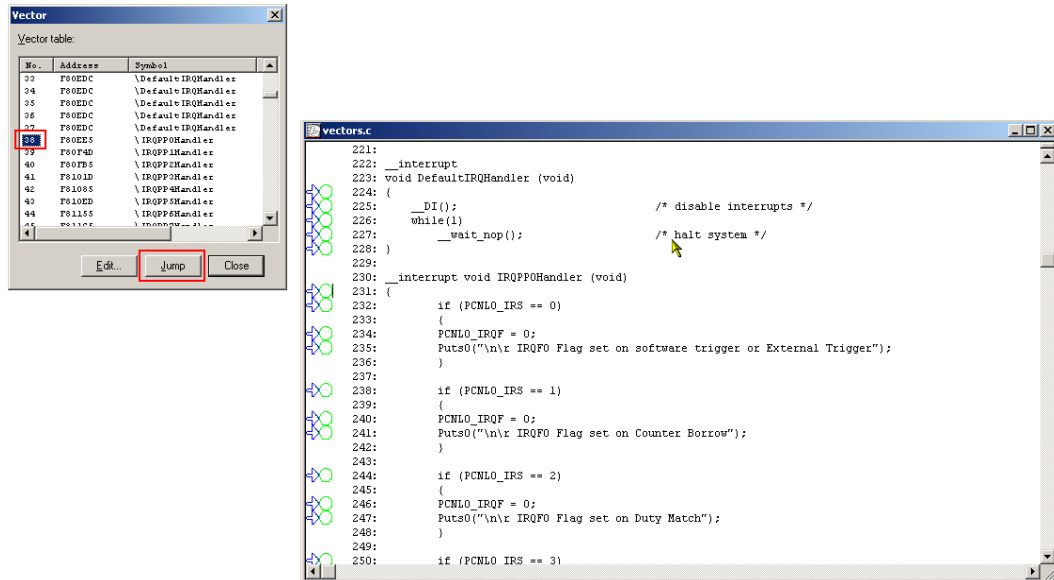 Vector
Vector table:
No. Address Symbol
33 F80EDC \DefaultIRQHandler
34 F80EDC \DefaultIRQHandler
35 F80EDC \DefaultIRQHandler
36 F80EDC \DefaultIRQHandler
37 F80EDC \DefaultIRQHandler
38 F80EE5 \IRQPP0Handler
39 F80F4D \IRQPP1Handler
40 F80FB5 \IRQPP2Handler
41 F8101D \IRQPP3Handler
42 F81085 \IRQPP4Handler
43 F810ED \IRQPP5Handler
44 F81155 \IRQPP6Handler
Edit... Jump Close
vectors.c
221:
222: __interrupt
223: void DefaultIRQHandler (void)
224: {
225: __DI(); /* disable interrupts */
226: while(1)
227: __wait_nop(); /* halt system */
228: }
229:
230: __interrupt void IRQPP0Handler (void)
231: {
232: if (PCNL0_IRS == 0)
233: {
234: PCNL0_IRQF = 0;
235: Puts0("\n\r IRQF0 Flag set on software trigger or External Trigger");
236: }
237:
238: if (PCNL0_IRS == 1)
239: {
240: PCNL0_IRQF = 0;
241: Puts0("\n\r IRQF0 Flag set on Counter Borrow");
242: }
243:
244: if (PCNL0_IRS == 2)
245: {
246: PCNL0_IRQF = 0;
247: Puts0("\n\r IRQF0 Flag set on Duty Match");
248: }
249:
250: if (PCNL0_IRS == 3)